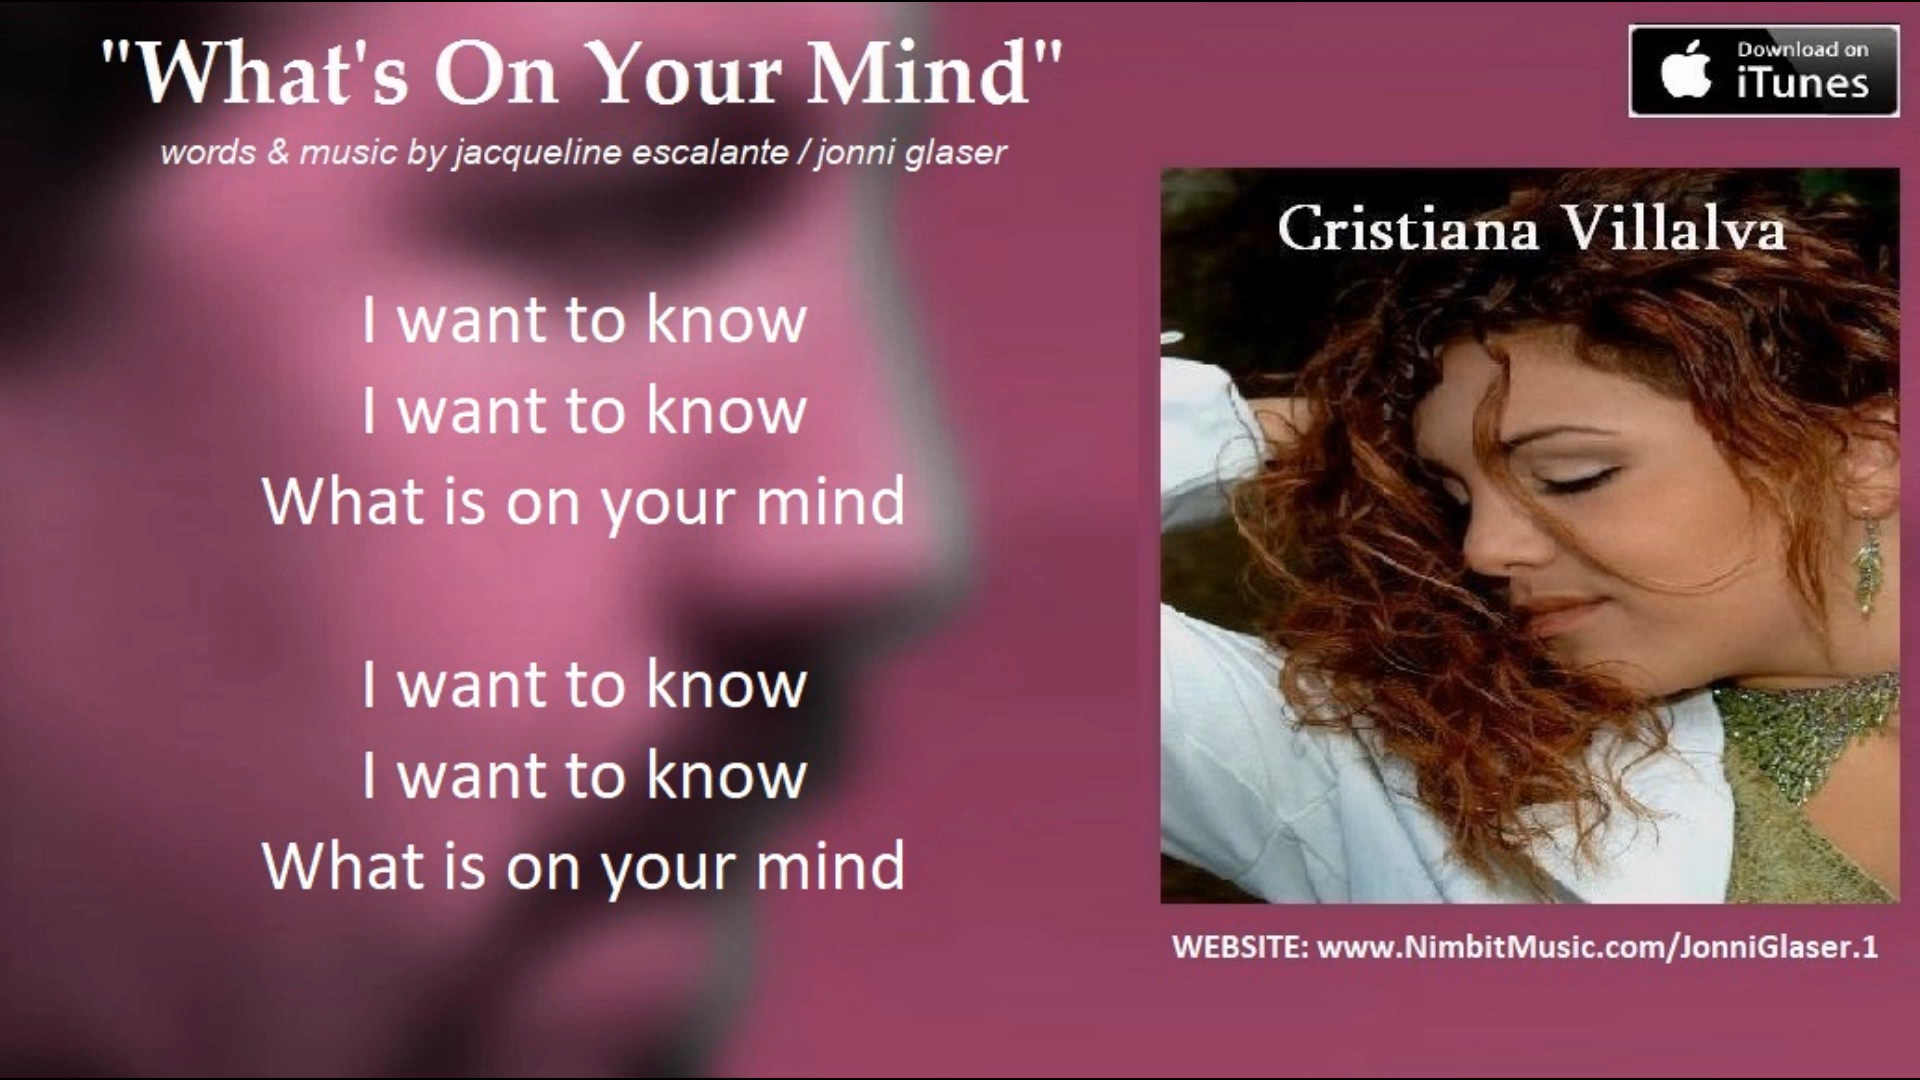 "What's On Your Mind"
words & music by jacqueline escalante / jonni glaser
I want to know
I want to know
What is on your mind
I want to know
I want to know
What is on your mind
Download on
iTunes
Cristiana Villalva
WEBSITE: www.NimbitMusic.com/JonniGlaser.1